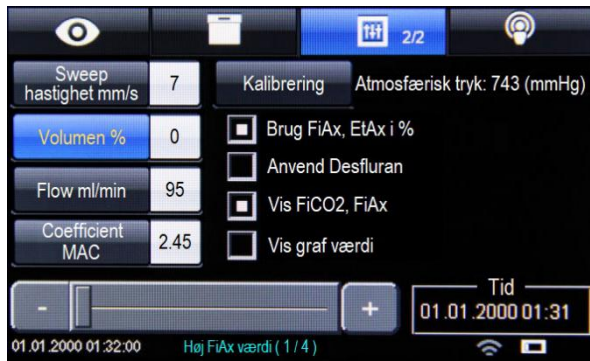 2/2
Sweep
hastighet mm/s
7
Kalibrering
Atmosfærisk tryk: 743 (mmHg)
Volumen %
0
Brug FiAx, EtAx i %
Anvend Desfluran
Flow ml/min
95
Vis FiCO2, FiAx
Coefficient
MAC
2.45
Vis graf værdi
-
+
Tid
01.01.2000 01:31
01.01.2000 01:32:00
Høj FiAx værdi ( 1 / 4 )